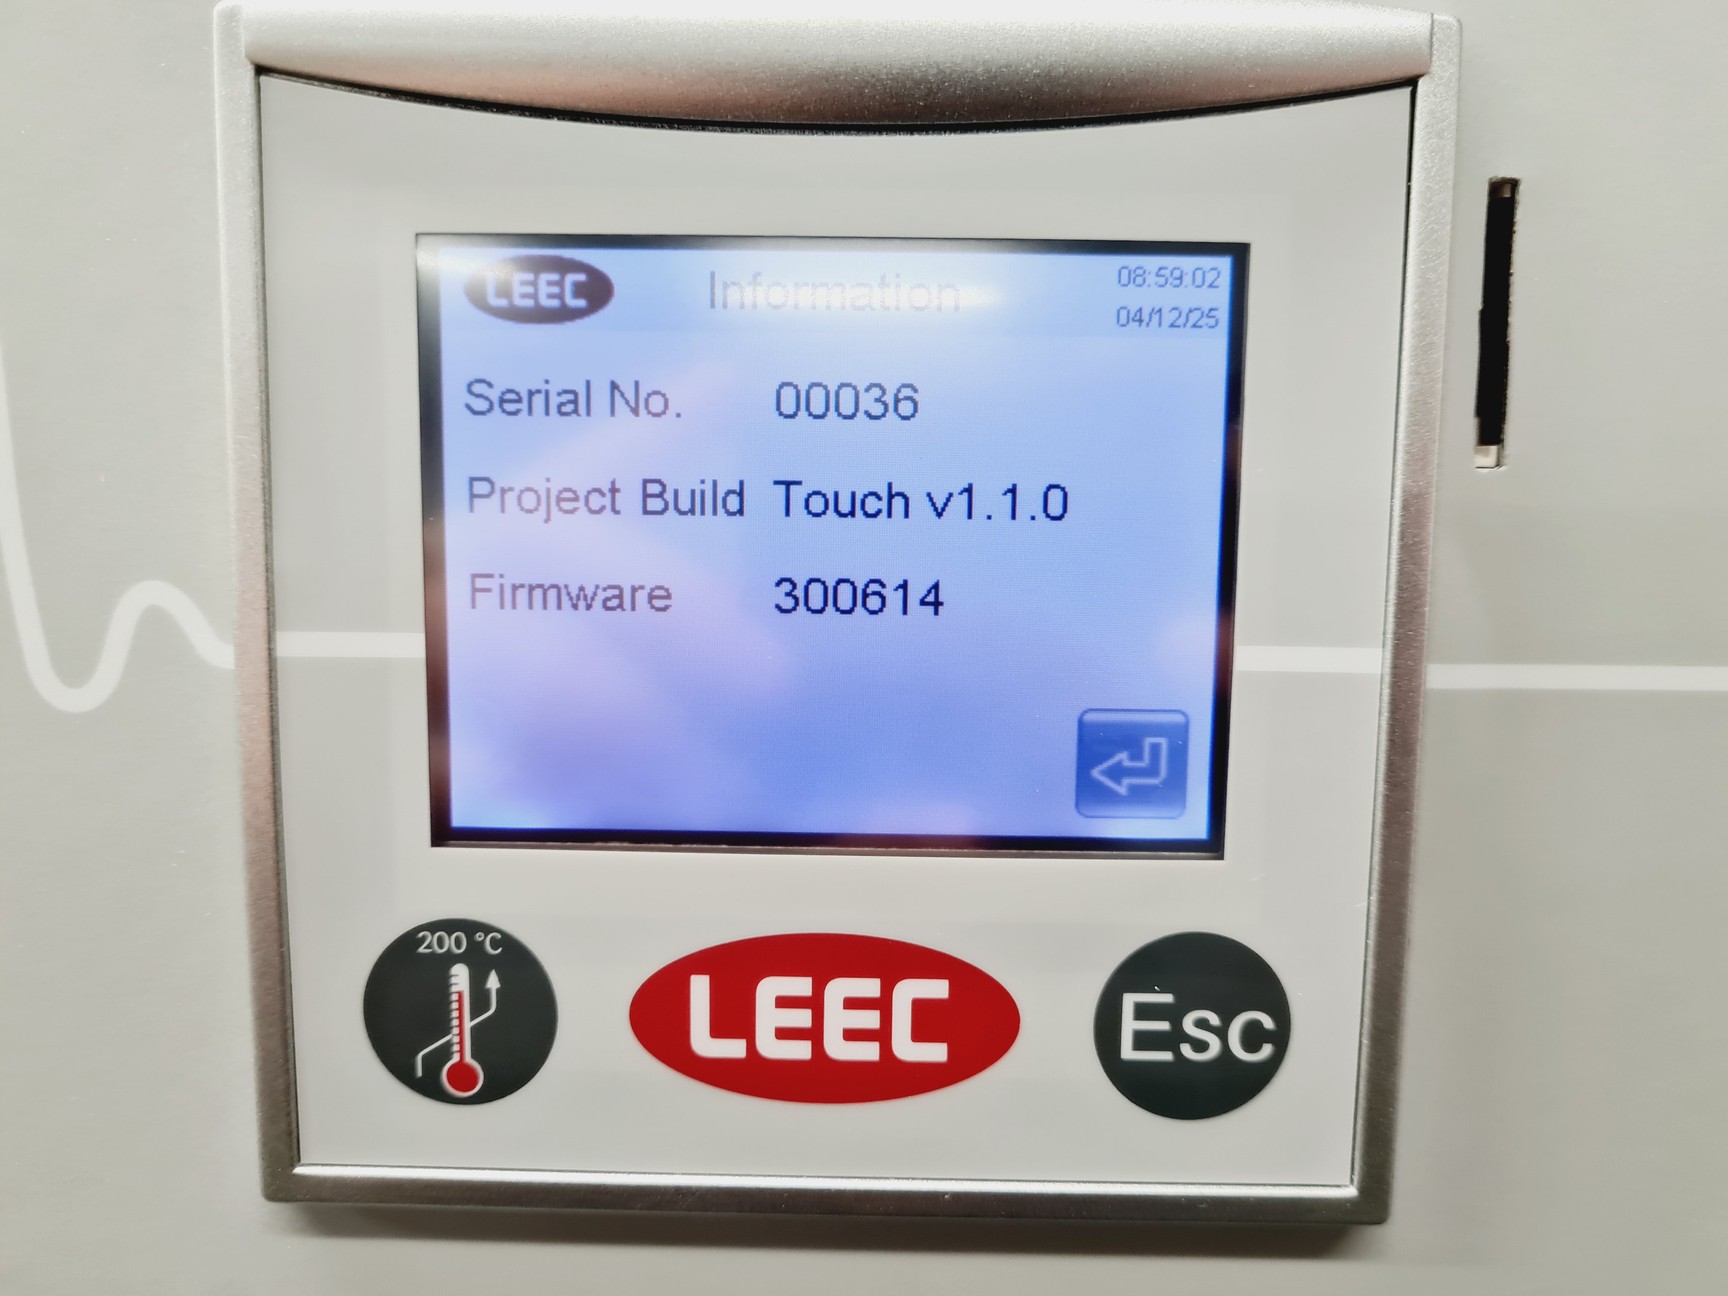 LEEC Information 08:59:02
04/12/25
Serial No. 00036
Project Build Touch v1.1.0
Firmware 300614
200 °C
LEEC
Esc